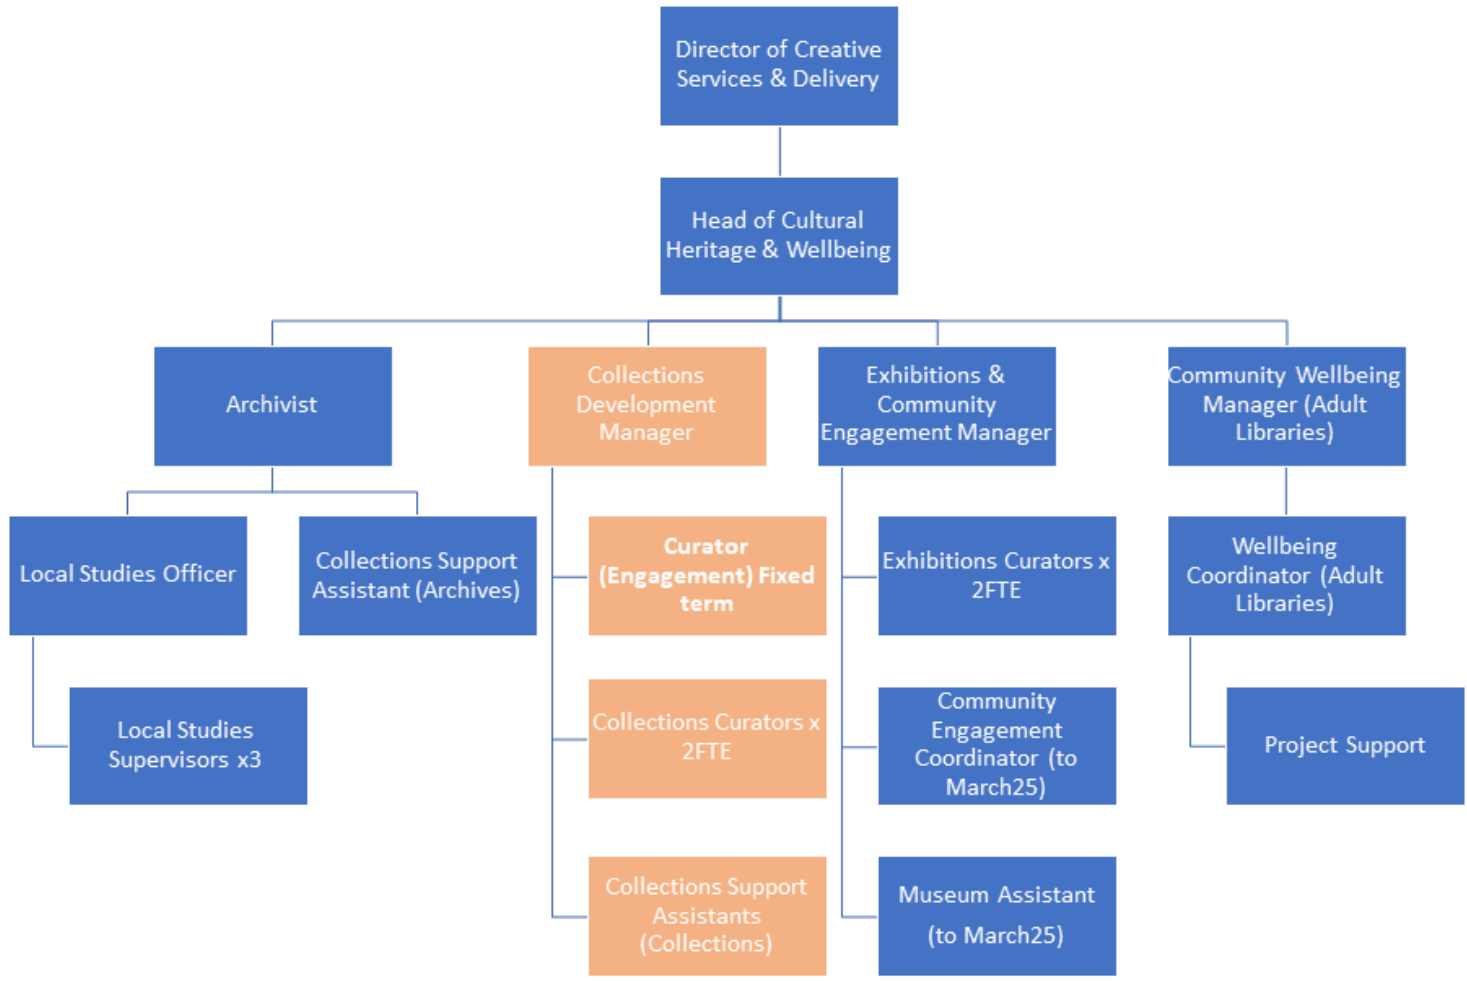 Director of Creative
Services & Delivery
Head of Cultural
Heritage & Wellbeing
Archivist
Collections
Development
Manager
Exhibitions &
Community
Engagement Manager
Community Wellbeing
Manager (Adult
Libraries)
Local Studies Officer
Collections Support
Assistant (Archives)
Curator
(Engagement) Fixed
term
Exhibitions Curators x
2FTE
Wellbeing
Coordinator (Adult
Libraries)
Local Studies
Supervisors x3
Collections Curators x
2FTE
Community
Engagement
Coordinator (to
March25)
Project Support
Collections Support
Assistants
(Collections)
Museum Assistant
(to March25)